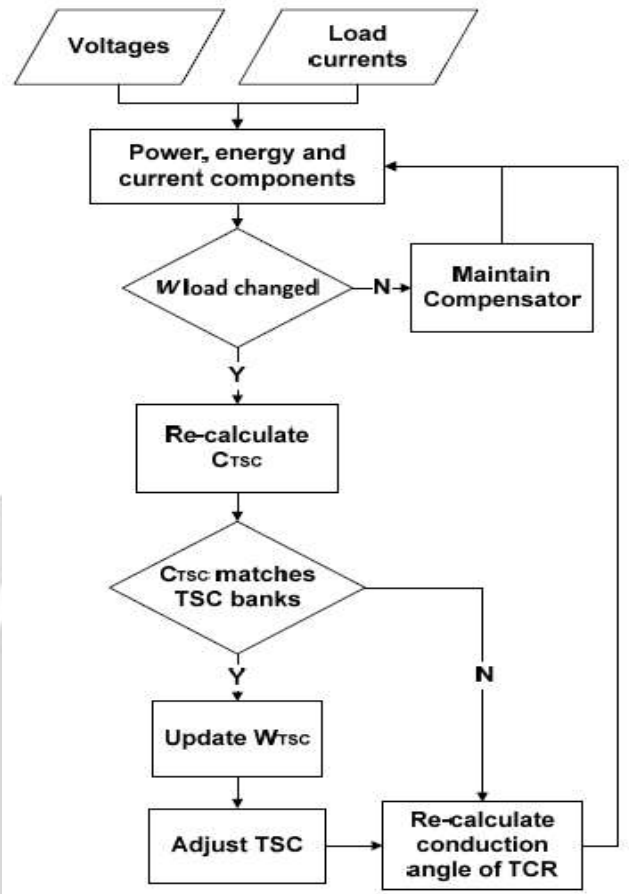 Voltages
Load
currents
Power, energy and
current components
W load changed
N
Maintain
Compensator
Y
Re-calculate
CTSC
CTSC matches
TSC banks
Y
N
Update WTSC
Adjust TSC
Re-calculate
conduction
angle of TCR